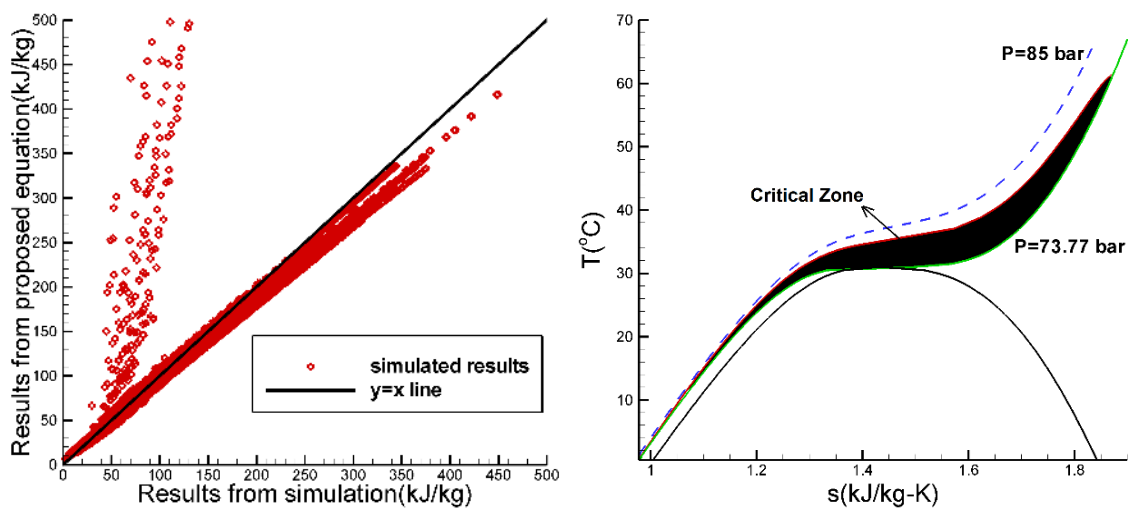 500
450
400
350
300
250
200
150
100
50
0
Results from proposed equation(kJ/kg)
simulated results
y=x line
0 50 100 150 200 250 300 350 400 450 500
Results from simulation(kJ/kg)
70
60
50
40
30
20
10
T(°C)
P=85 bar
Critical Zone
P=73.77 bar
1 1.2 1.4 1.6 1.8
s(kJ/kg-K)